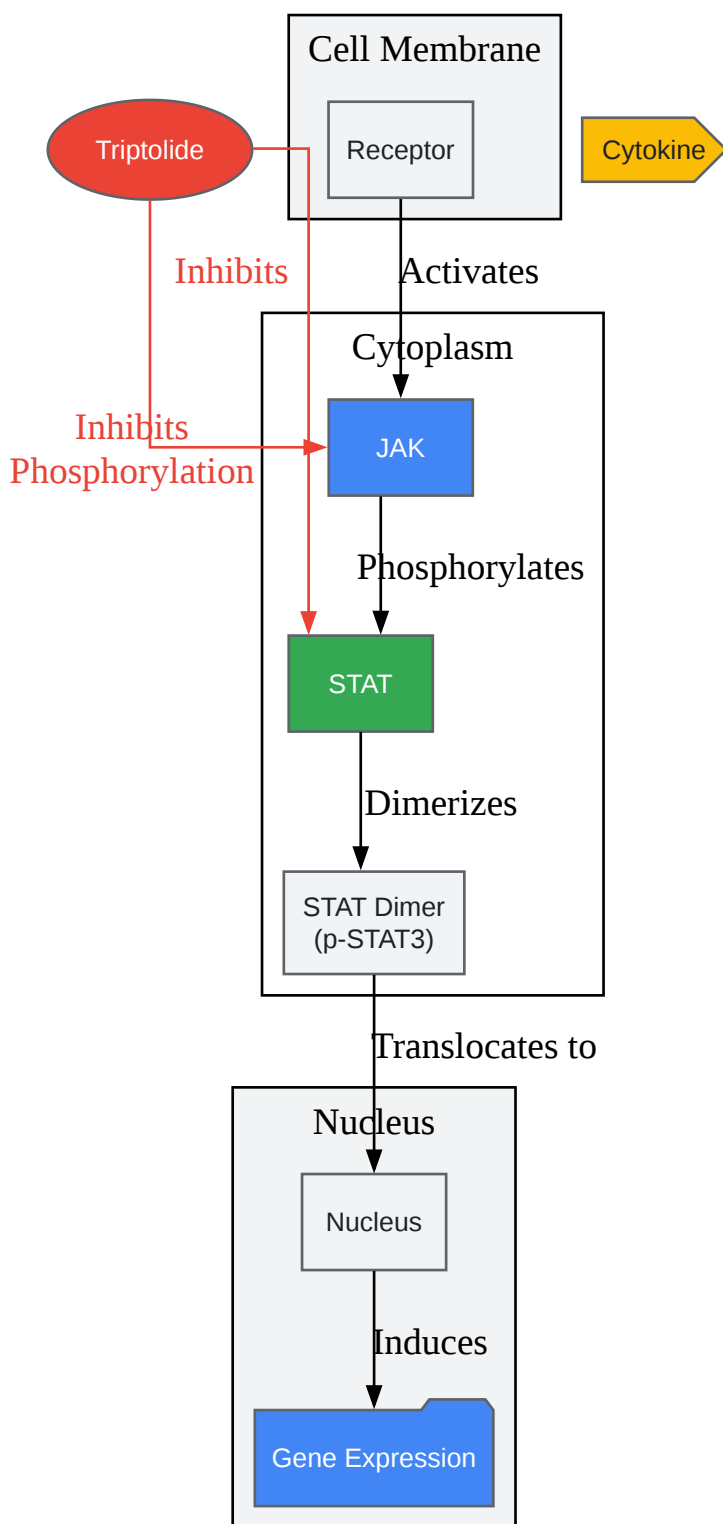 Cell Membrane
Triptolide
Receptor
Cytokine
Inhibits
Activates
Cytoplasm
Inhibits
Phosphorylation
JAK
Phosphorylates
STAT
Dimerizes
STAT Dimer
(p-STAT3)
Translocates to
Nucleus
Nucleus
Induces
Gene Expression